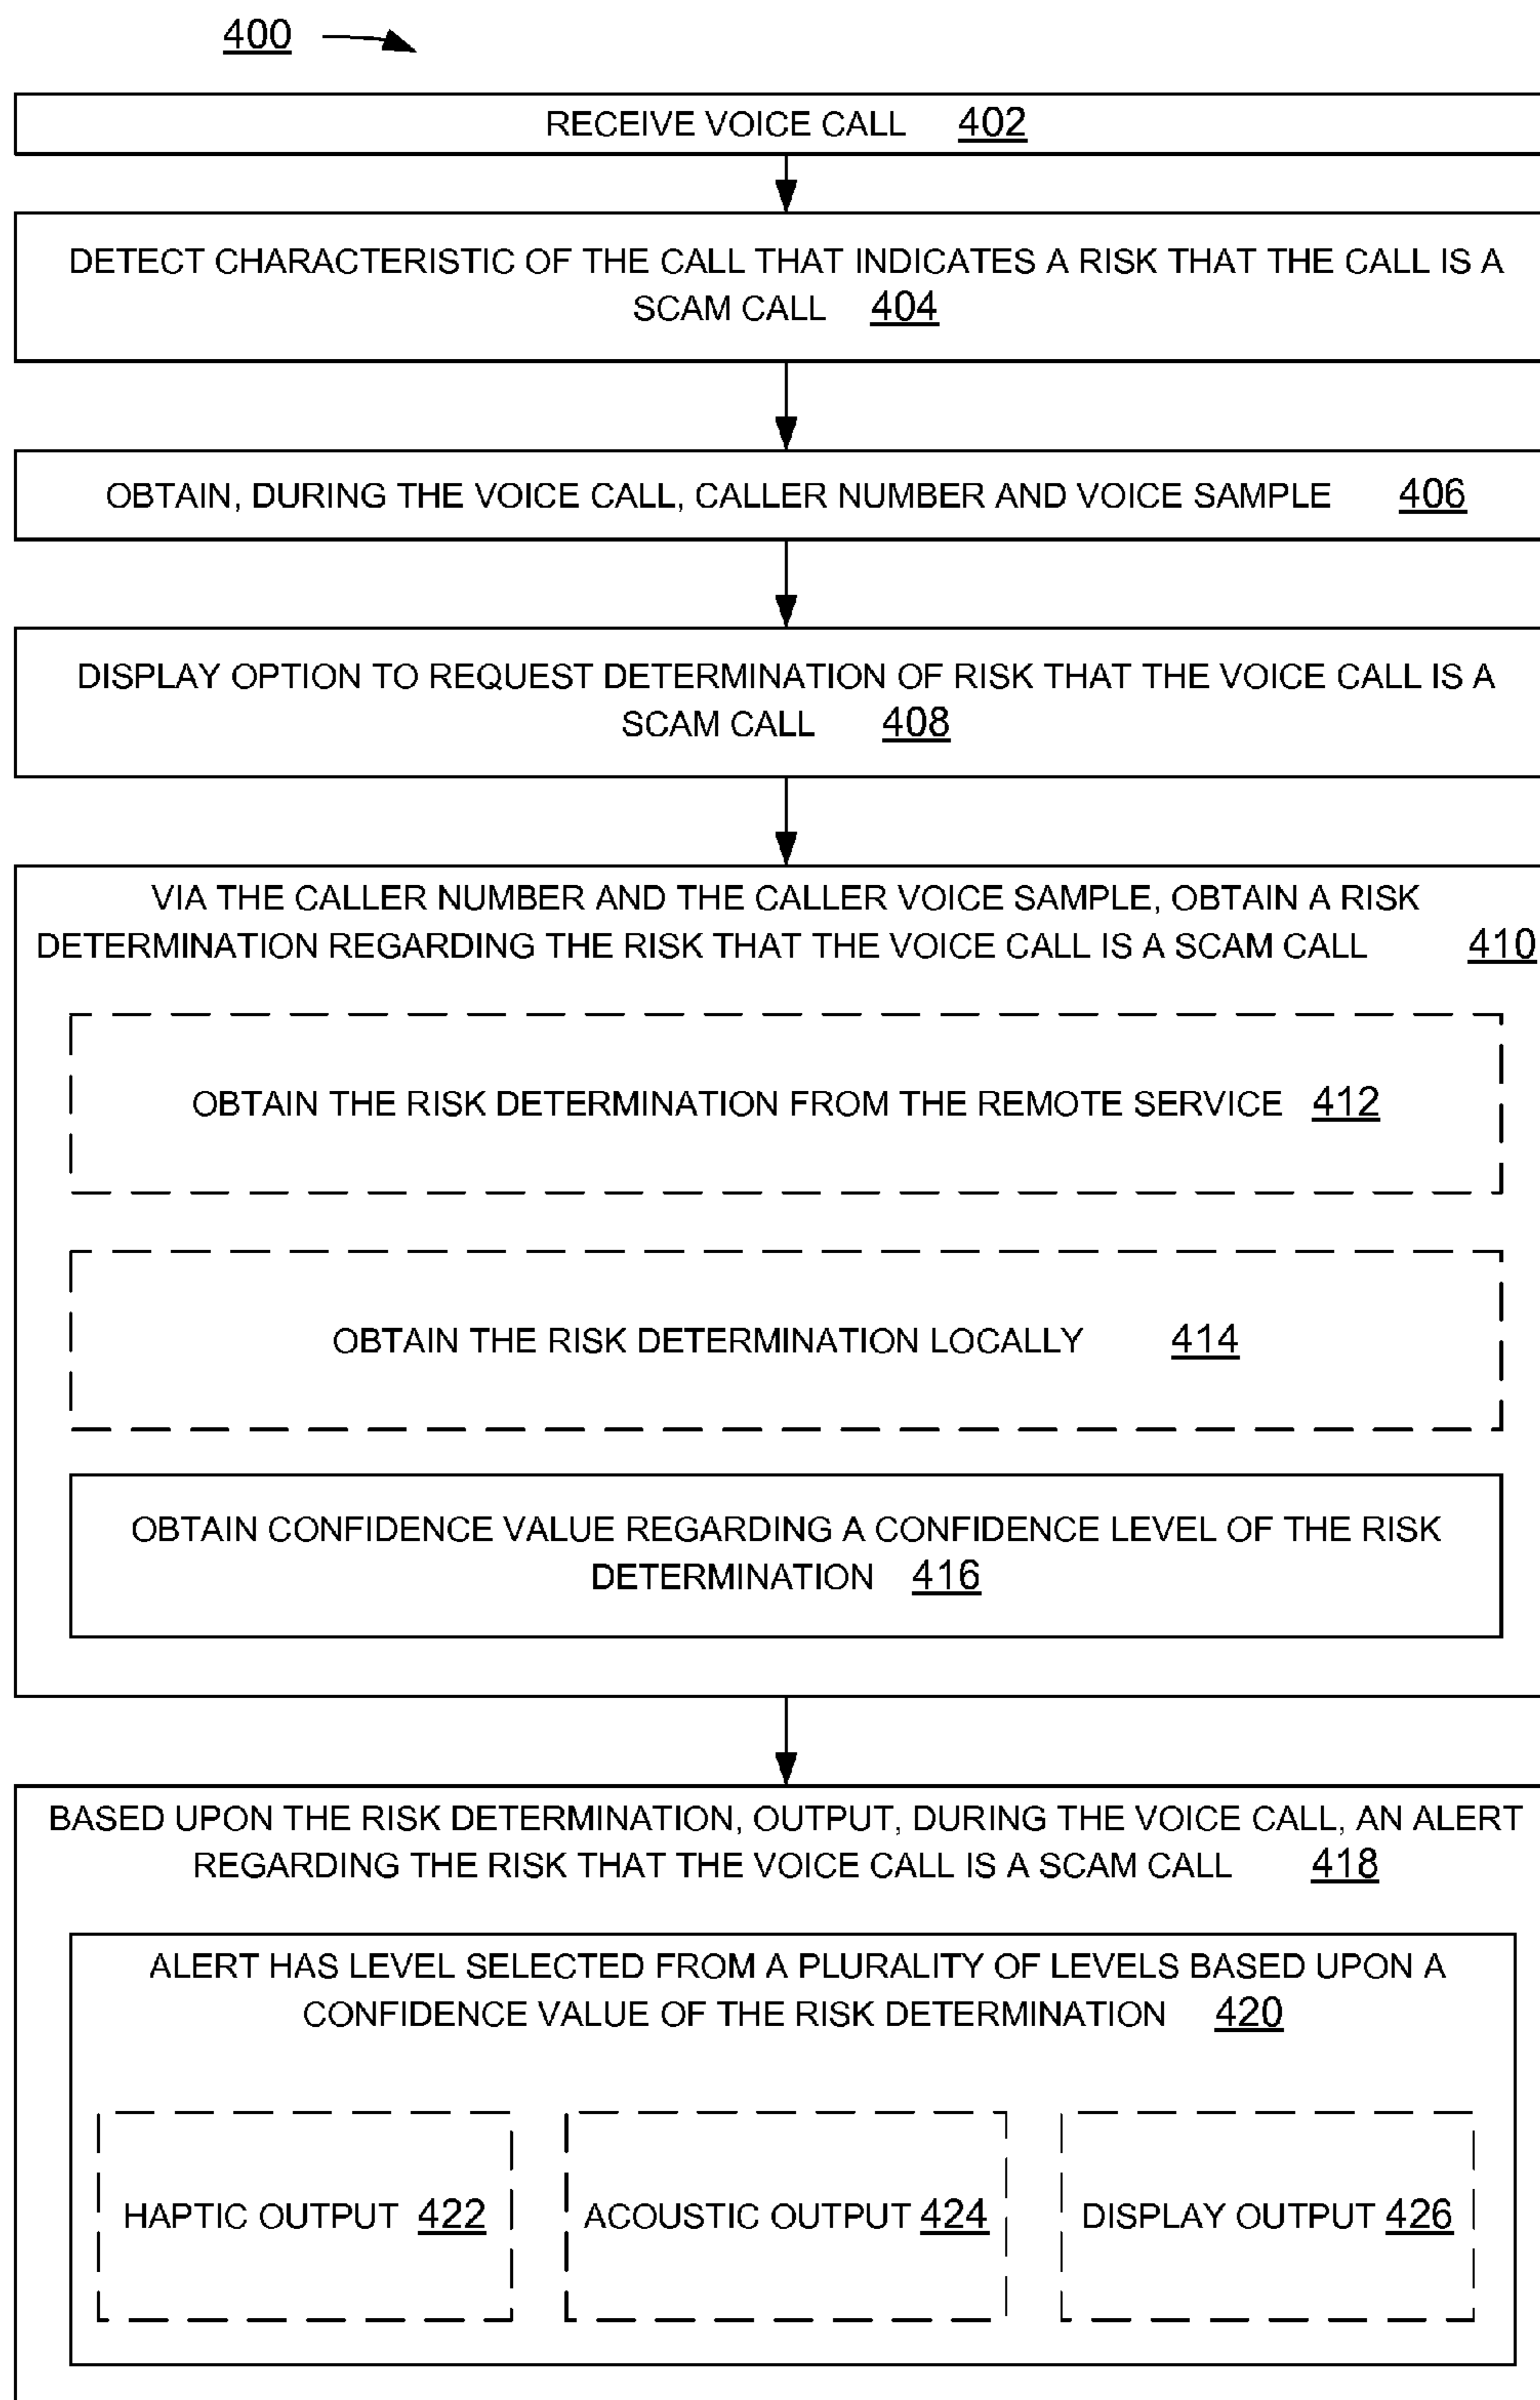 400
RECEIVE VOICE CALL 402
DETECT CHARACTERISTIC OF THE CALL THAT INDICATES A RISK THAT THE CALL IS A
SCAM CALL 404
OBTAIN, DURING THE VOICE CALL, CALLER NUMBER AND VOICE SAMPLE 406
DISPLAY OPTION TO REQUEST DETERMINATION OF RISK THAT THE VOICE CALL IS A
SCAM CALL 408
VIA THE CALLER NUMBER AND THE CALLER VOICE SAMPLE, OBTAIN A RISK
DETERMINATION REGARDING THE RISK THAT THE VOICE CALL IS A SCAM CALL 410
OBTAIN THE RISK DETERMINATION FROM THE REMOTE SERVICE 412
OBTAIN THE RISK DETERMINATION LOCALLY 414
OBTAIN CONFIDENCE VALUE REGARDING A CONFIDENCE LEVEL OF THE RISK
DETERMINATION 416
BASED UPON THE RISK DETERMINATION, OUTPUT, DURING THE VOICE CALL, AN ALERT
REGARDING THE RISK THAT THE VOICE CALL IS A SCAM CALL 418
ALERT HAS LEVEL SELECTED FROM A PLURALITY OF LEVELS BASED UPON A
CONFIDENCE VALUE OF THE RISK DETERMINATION 420
HAPTIC OUTPUT 422
ACOUSTIC OUTPUT 424
DISPLAY OUTPUT 426